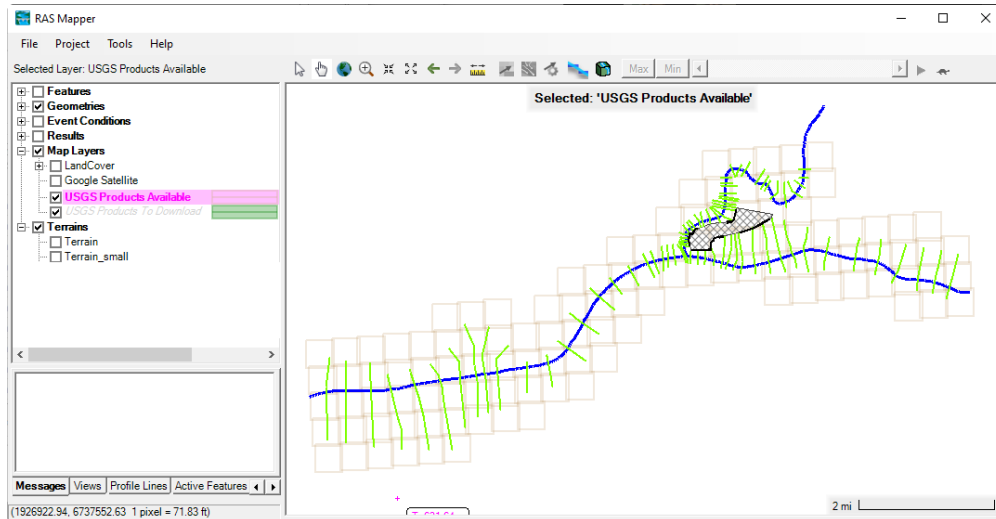 RAS Mapper
File Project Tools Help
Selected Layer: USGS Products Available
Max Min
Features
Geometries
Event Conditions
Results
Map Layers
LandCover
Google Satellite
USGS Products Available
USGS Products To Download
Terrains
Terrain
Terrain_small
Selected: 'USGS Products Available'
2 mi
Messages Views Profile Lines Active Features
(1926922.94, 6737552.63 1 pixel = 71.83 ft)